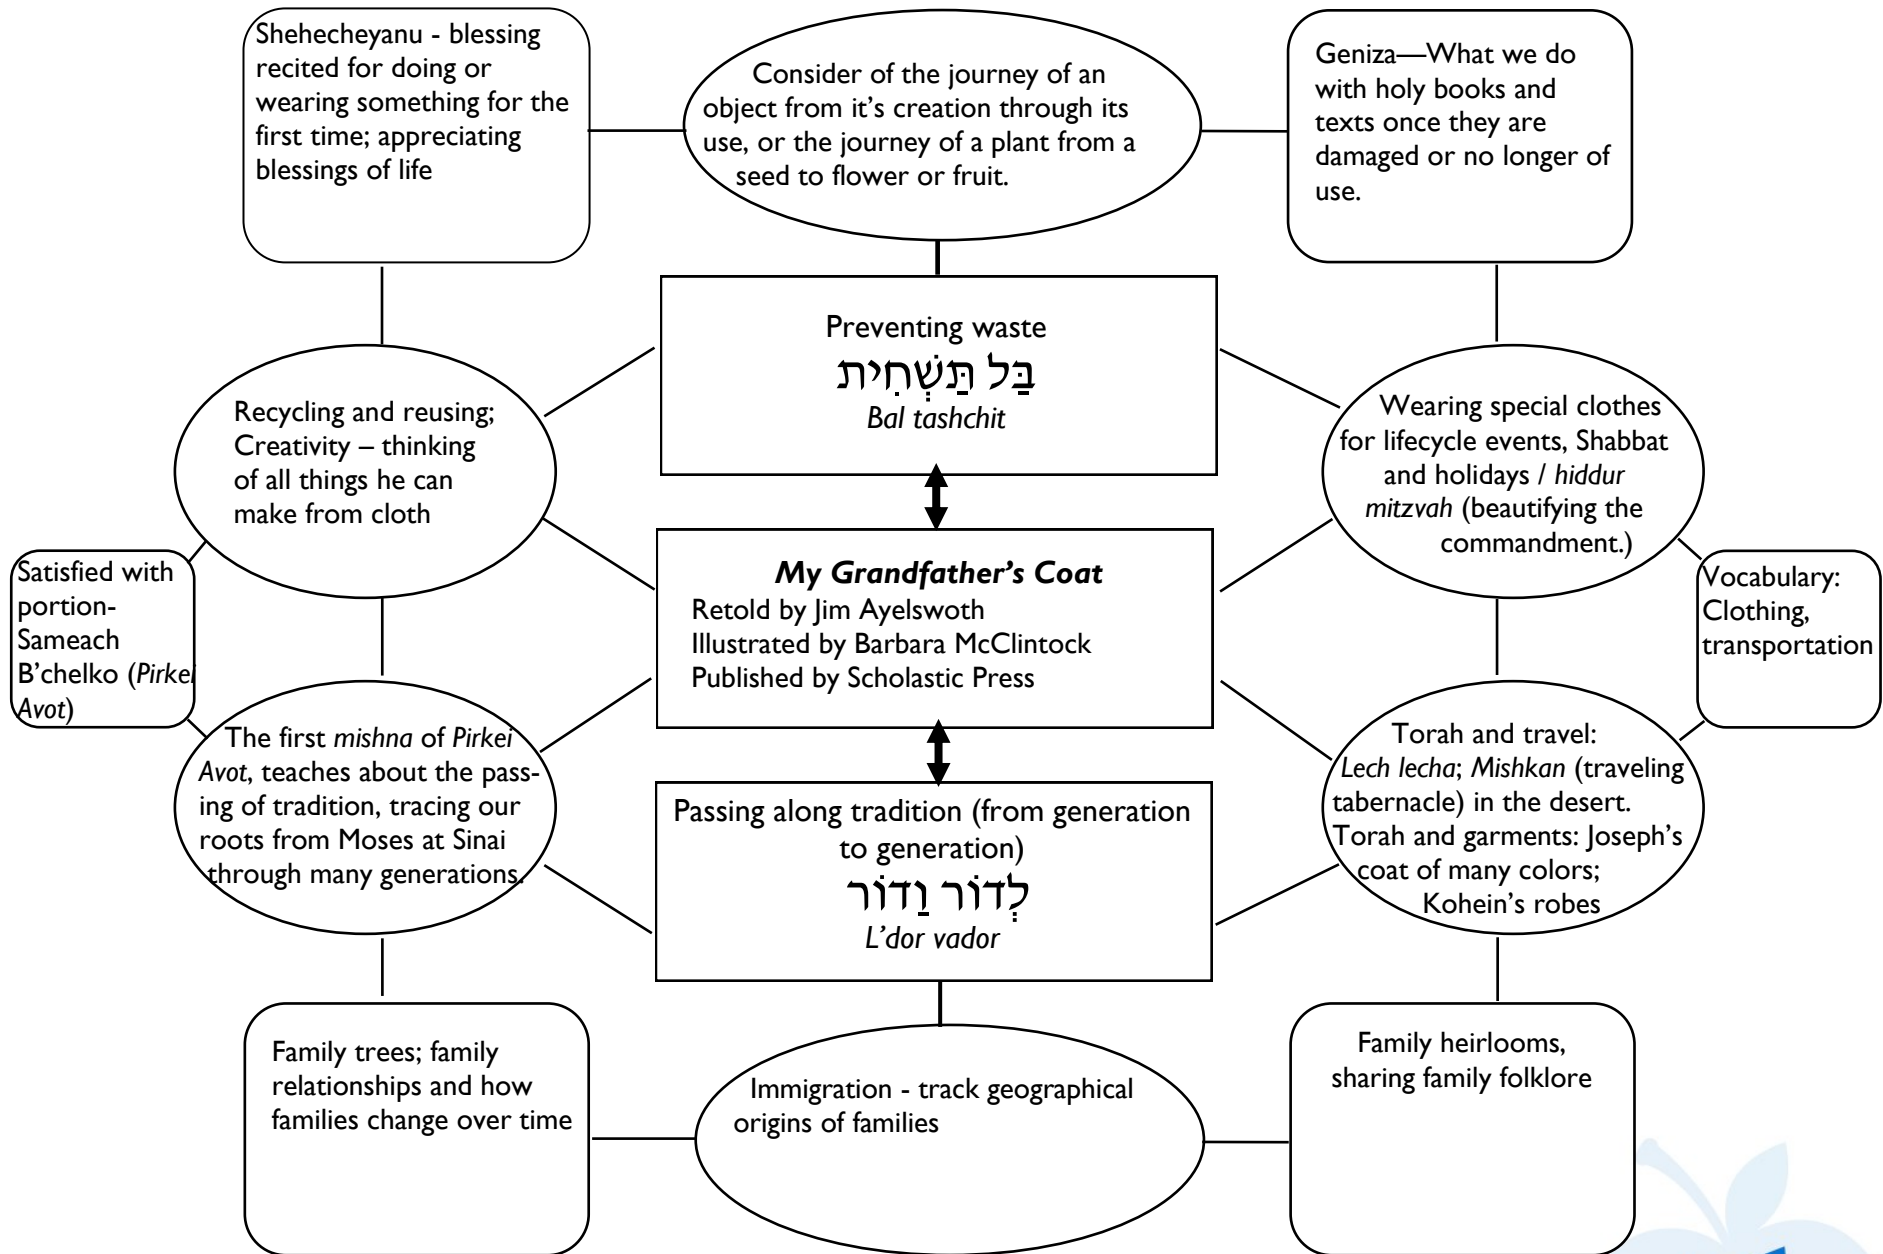 Shehecheyanu - blessing
recited for doing or
wearing something for the
first time; appreciating
blessings of life
Consider of the journey of an
object from it's creation through its
use, or the journey of a plant from a
seed to flower or fruit.
Geniza—What we do
with holy books and
texts once they are
damaged or no longer of
use.
Preventing waste
בַּל תַּשְׁחִית
Bal tashchit
Recycling and reusing;
Creativity – thinking
of all things he can
make from cloth
Wearing special clothes
for lifecycle events, Shabbat
and holidays / hiddur
mitzvah (beautifying the
commandment.)
Satisfied with
portion-
Sameach
B'chelko (Pirkei
Avot)
My Grandfather's Coat
Retold by Jim Ayelswoth
Illustrated by Barbara McClintock
Published by Scholastic Press
Vocabulary:
Clothing,
transportation
The first mishna of Pirkei
Avot, teaches about the pass-
ing of tradition, tracing our
roots from Moses at Sinai
through many generations.
Passing along tradition (from generation
to generation)
לְדוֹר וַדוֹר
L'dor vador
Torah and travel:
Lech lecha; Mishkan (traveling
tabernacle) in the desert.
Torah and garments: Joseph's
coat of many colors;
Kohein's robes
Family trees; family
relationships and how
families change over time
Immigration - track geographical
origins of families
Family heirlooms,
sharing family folklore